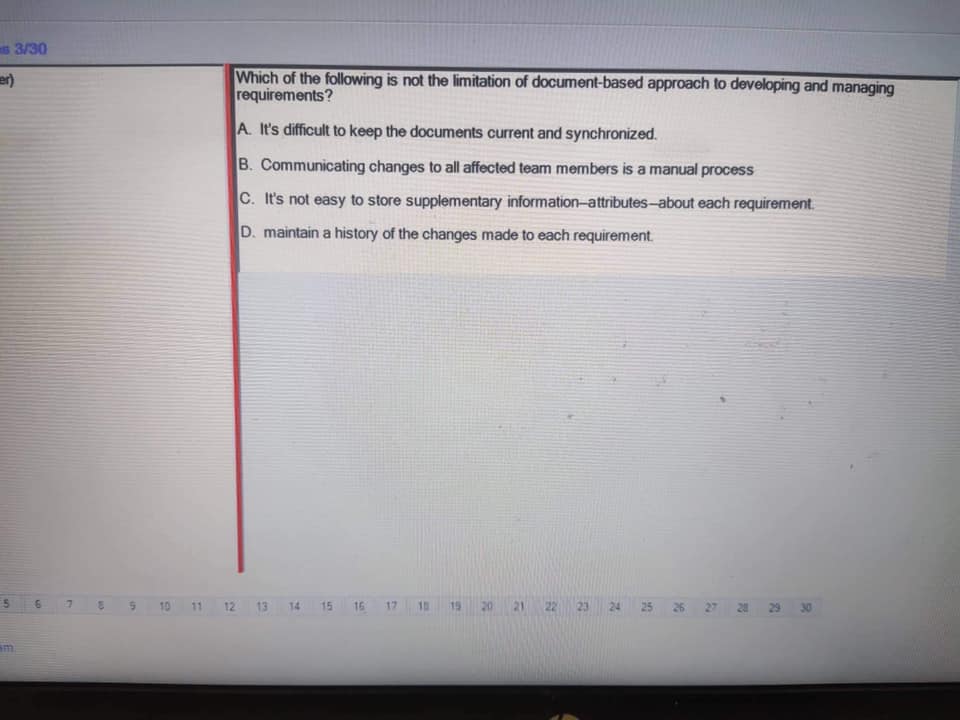 es 3/30
er)
Which of the following is not the limitation of document-based approach to developing and managing
requirements?
A. It's difficult to keep the documents current and synchronized.
B. Communicating changes to all affected team members is a manual process
C. It's not easy to store supplementary information–attributes–about each requirement.
D. maintain a history of the changes made to each requirement.
5 6 7 8 9 10 11 12 13 14 15 16 17 18 19 20 21 22 23 24 25 26 27 28 29 30
am